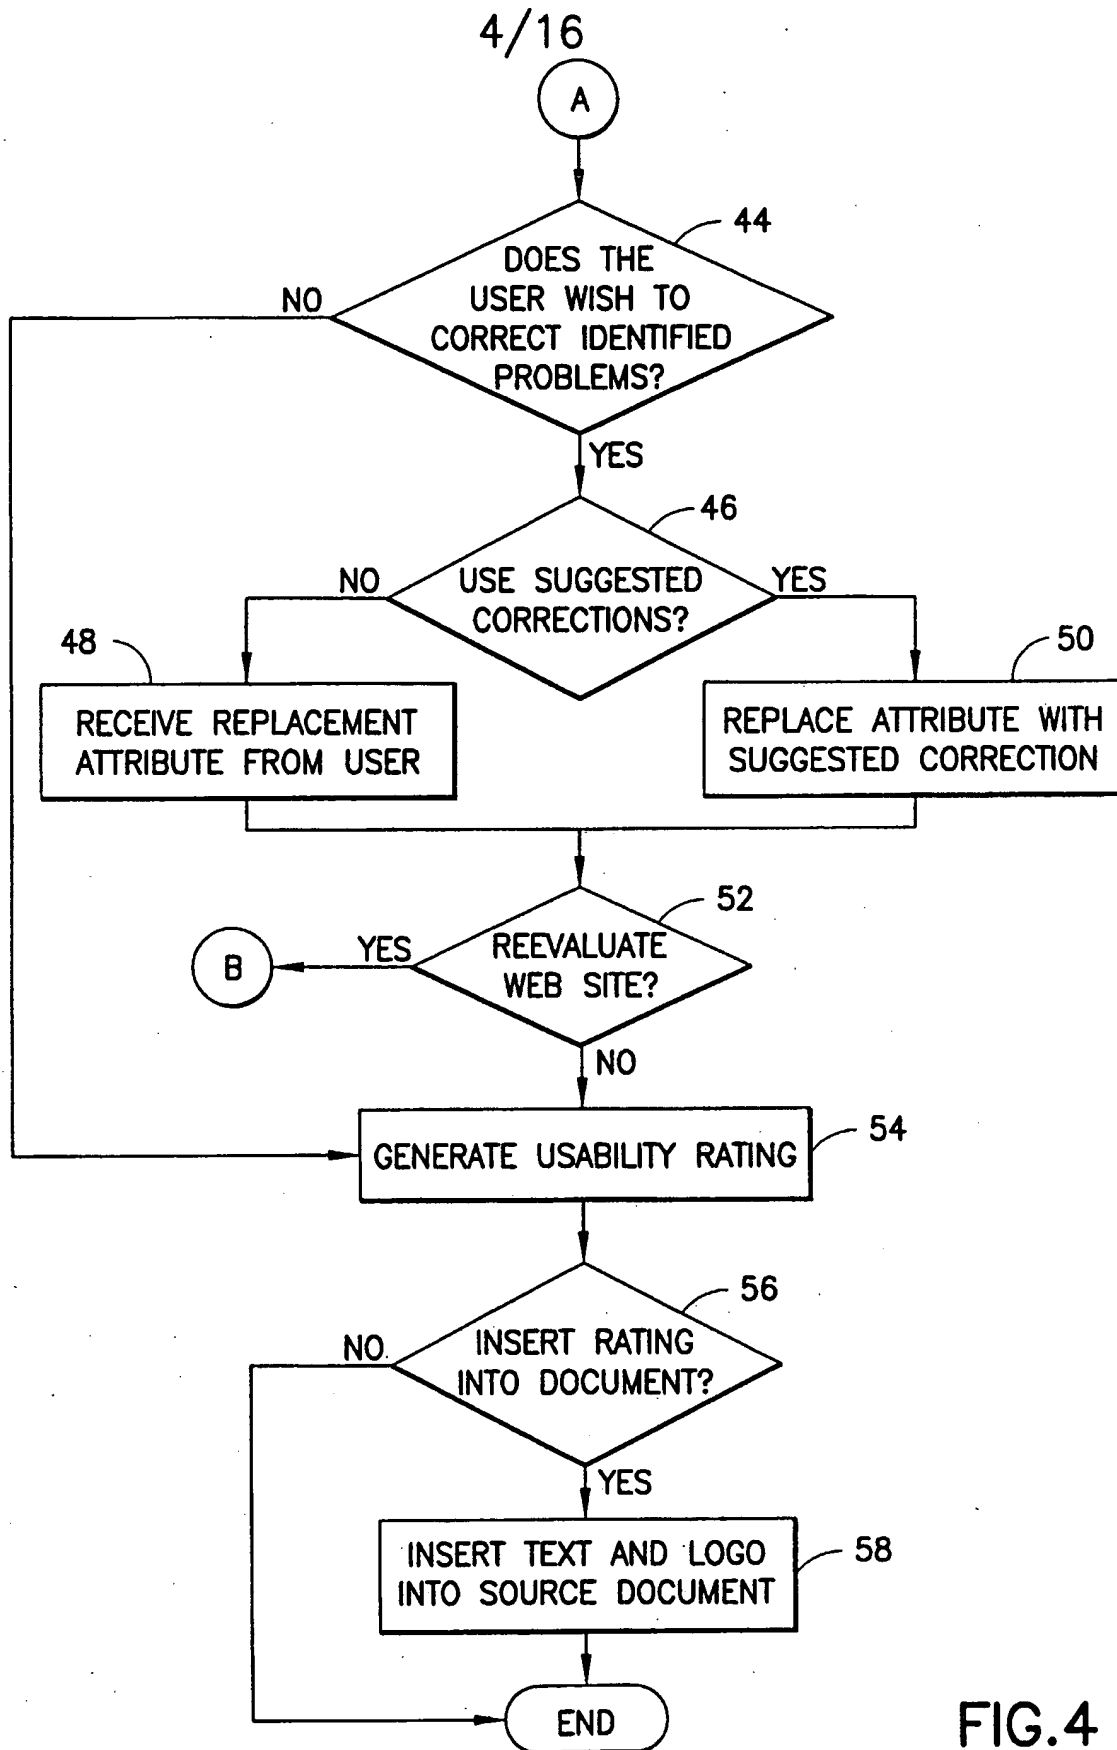 4/16
A
44
DOES THE
USER WISH TO
CORRECT IDENTIFIED
PROBLEMS?
NO
YES
46
USE SUGGESTED
CORRECTIONS?
NO
YES
48
RECEIVE REPLACEMENT
ATTRIBUTE FROM USER
50
REPLACE ATTRIBUTE WITH
SUGGESTED CORRECTION
52
REEVALUATE
WEB SITE?
YES
B
NO
GENERATE USABILITY RATING
54
56
INSERT RATING
INTO DOCUMENT?
NO
YES
INSERT TEXT AND LOGO
INTO SOURCE DOCUMENT
58
END
FIG.4